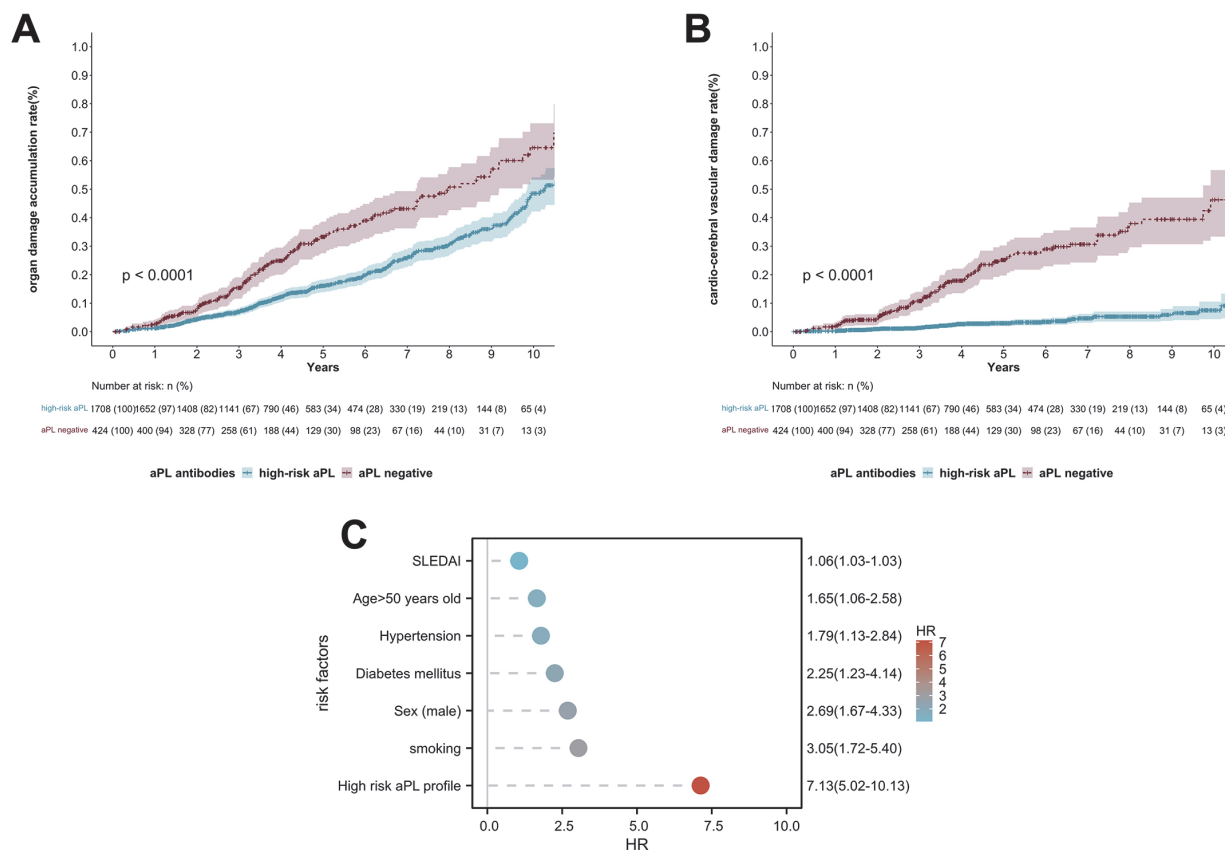 A
organ damage accumulation rate(%)
1.0
0.9
0.8
0.7
0.6
0.5
0.4
0.3
0.2
0.1
0.0
p < 0.0001
0 1 2 3 4 5 6 7 8 9 10
Years
Number at risk: n (%)
high-risk aPL 1708 (100) 1652 (97) 1408 (82) 1141 (67) 790 (46) 583 (34) 474 (28) 330 (19) 219 (13) 144 (8) 65 (4)
aPL negative 424 (100) 400 (94) 328 (77) 258 (61) 188 (44) 129 (30) 98 (23) 67 (16) 44 (10) 31 (7) 13 (3)
aPL antibodies high-risk aPL aPL negative
B
cardio-cerebral vascular damage rate(%)
1.0
0.9
0.8
0.7
0.6
0.5
0.4
0.3
0.2
0.1
0.0
p < 0.0001
0 1 2 3 4 5 6 7 8 9 10
Years
Number at risk: n (%)
high-risk aPL 1708 (100) 1652 (97) 1408 (82) 1141 (67) 790 (46) 583 (34) 474 (28) 330 (19) 219 (13) 144 (8) 65 (4)
aPL negative 424 (100) 400 (94) 328 (77) 258 (61) 188 (44) 129 (30) 98 (23) 67 (16) 44 (10) 31 (7) 13 (3)
aPL antibodies high-risk aPL aPL negative
C
risk factors
SLEDAI 1.06(1.03-1.03)
Age>50 years old 1.65(1.06-2.58)
Hypertension 1.79(1.13-2.84)
Diabetes mellitus 2.25(1.23-4.14)
Sex (male) 2.69(1.67-4.33)
smoking 3.05(1.72-5.40)
High risk aPL profile 7.13(5.02-10.13)
0.0 2.5 5.0 7.5 10.0
HR
HR
7
6
5
4
3
2